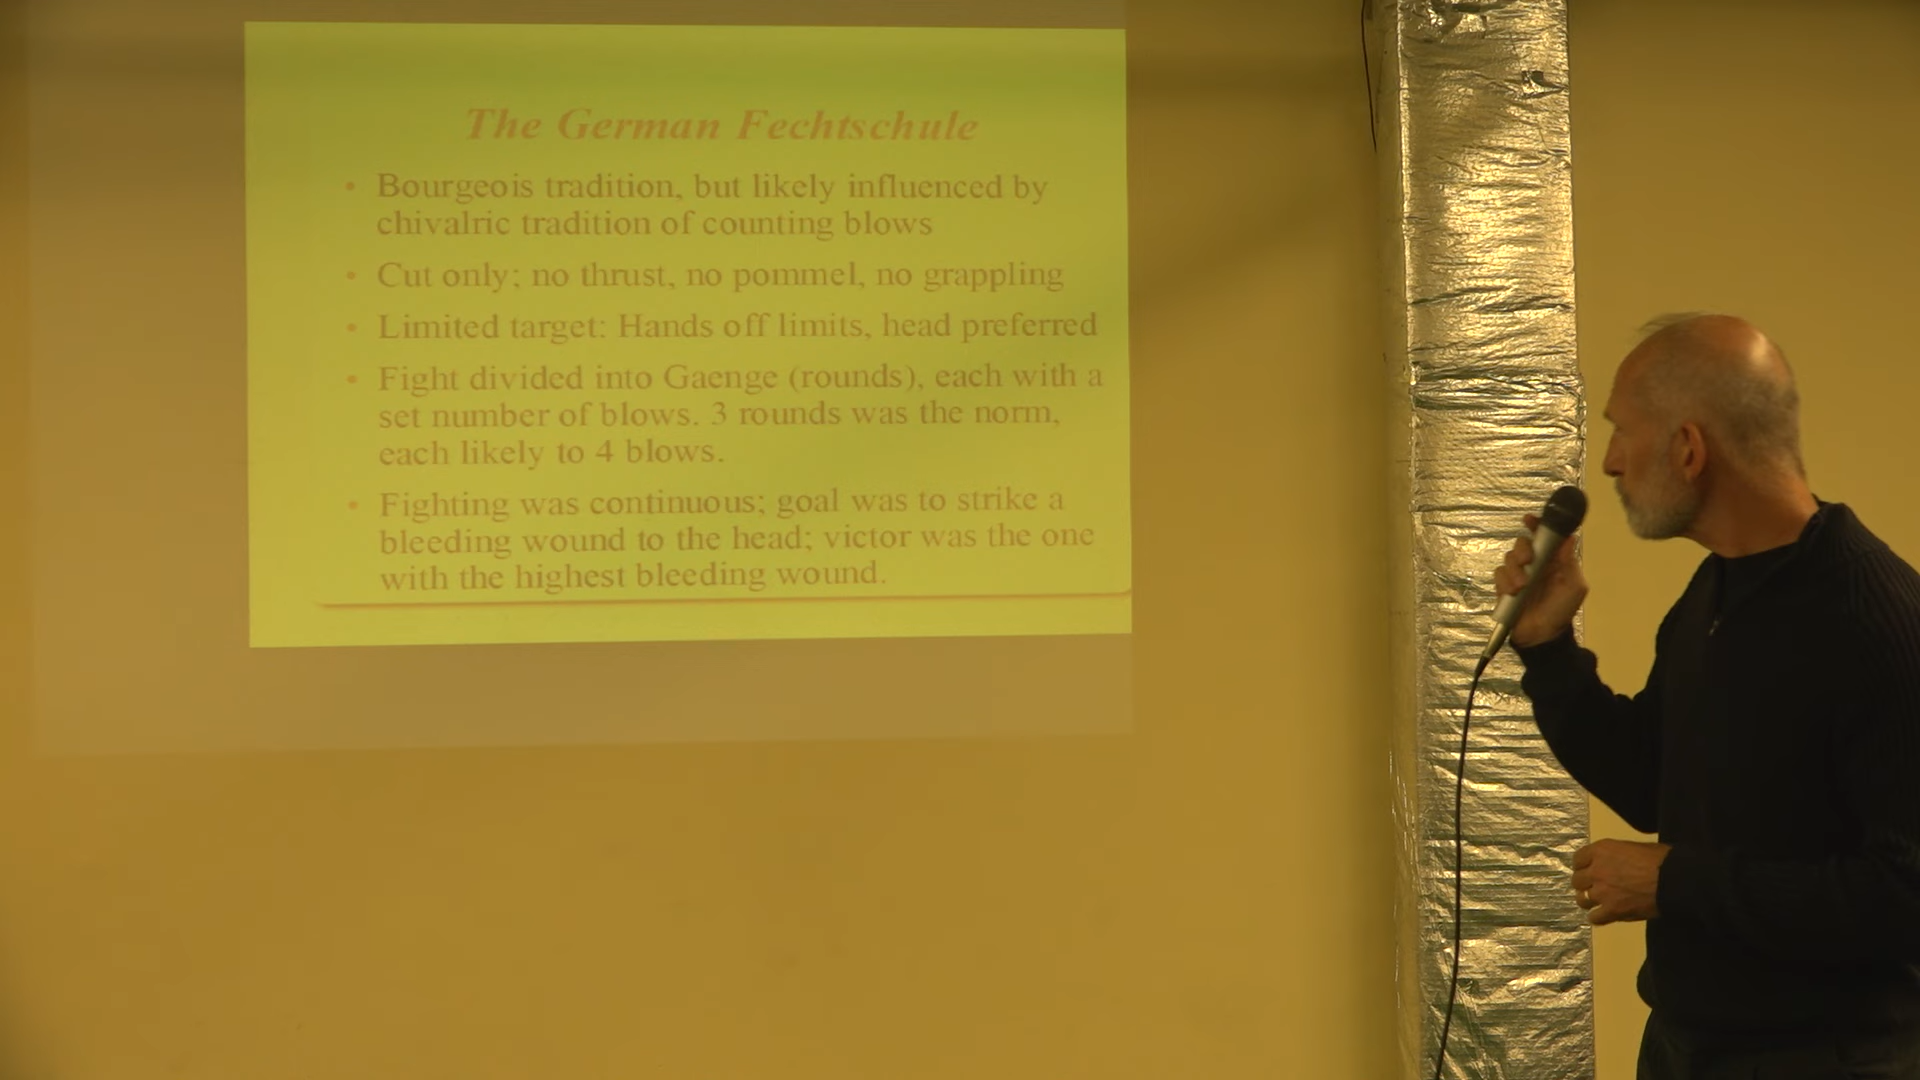 The German Fechtschule
• Bourgeois tradition, but likely influenced by
chivalric tradition of counting blows
• Cut only; no thrust, no pommel, no grappling
• Limited target: Hands off limits, head preferred
• Fight divided into Gaenge (rounds), each with a
set number of blows. 3 rounds was the norm,
each likely to 4 blows.
• Fighting was continuous; goal was to strike a
bleeding wound to the head; victor was the one
with the highest bleeding wound.